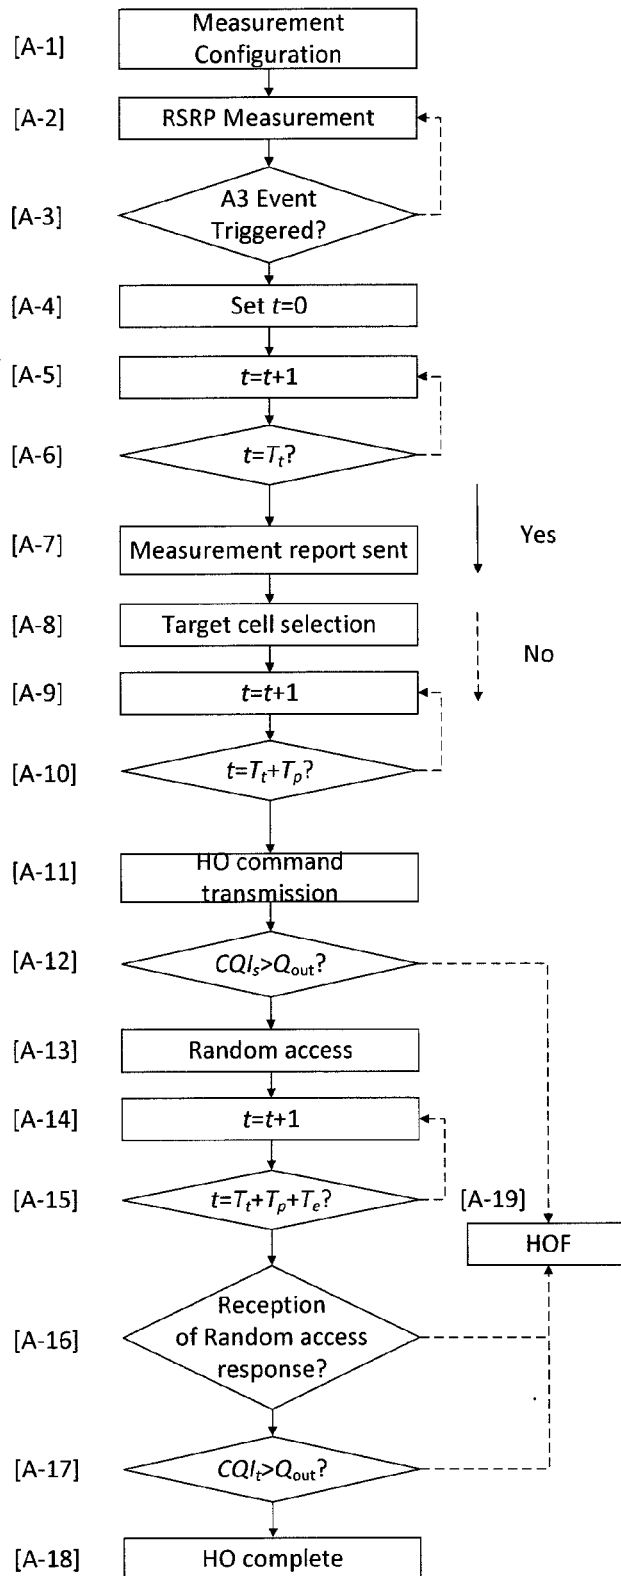 [A-1]
Measurement
Configuration
[A-2]
RSRP Measurement
[A-3]
A3 Event
Triggered?
[A-4]
Set t=0
[A-5]
t=t+1
[A-6]
t=Tt?
Yes
[A-7]
Measurement report sent
[A-8]
Target cell selection
No
[A-9]
t=t+1
[A-10]
t=Tt+Tp?
[A-11]
HO command
transmission
[A-12]
CQIs>Qout?
[A-13]
Random access
[A-14]
t=t+1
[A-15]
t=Tt+Tp+Te?
[A-19]
HOF
[A-16]
Reception
of Random access
response?
[A-17]
CQIt>Qout?
[A-18]
HO complete